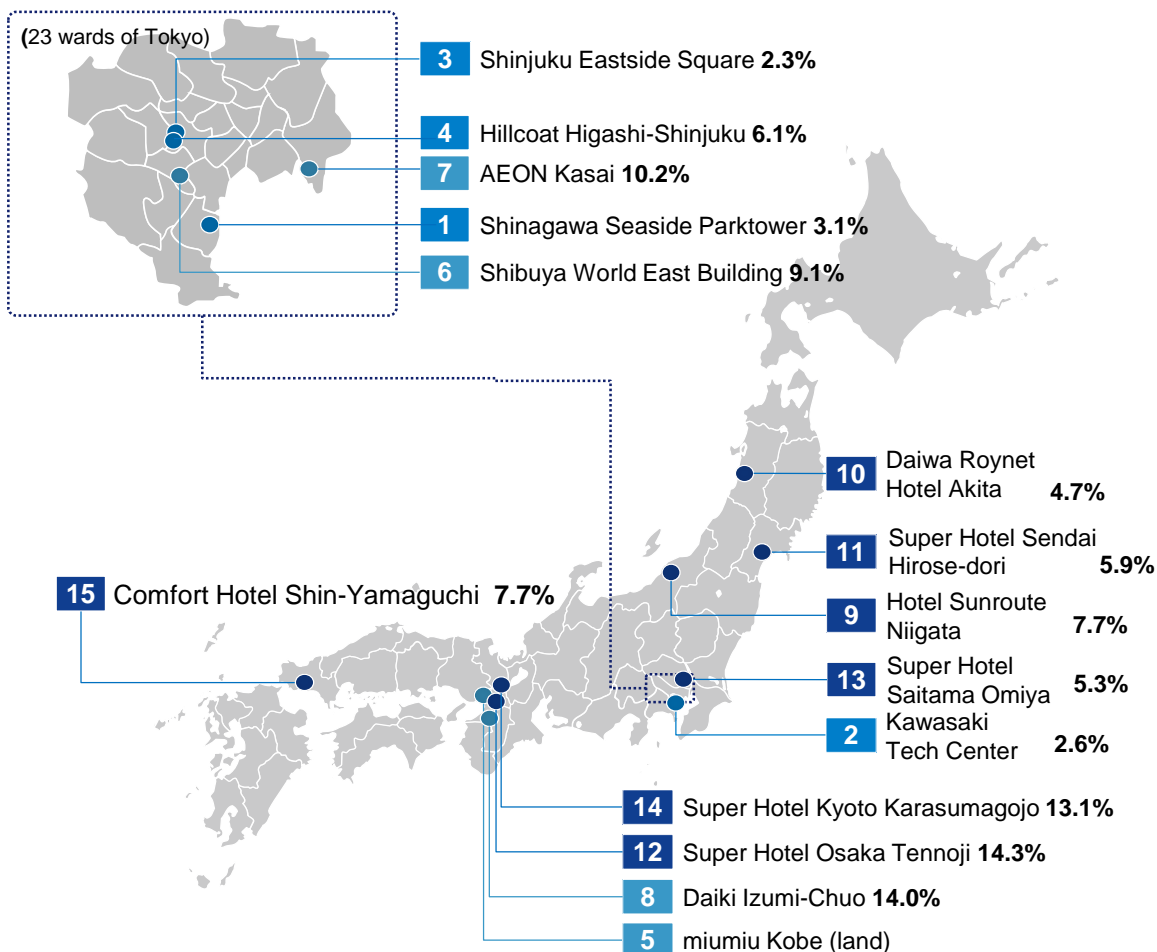 (23 wards of Tokyo)
3 Shinjuku Eastside Square 2.3%
4 Hillcoat Higashi-Shinjuku 6.1%
7 AEON Kasai 10.2%
1 Shinagawa Seaside Parktower 3.1%
6 Shibuya World East Building 9.1%
10 Daiwa Roynet
Hotel Akita 4.7%
11 Super Hotel Sendai
Hirose-dori 5.9%
15 Comfort Hotel Shin-Yamaguchi 7.7%
9 Hotel Sunroute
Niigata 7.7%
13 Super Hotel
Saitama Omiya 5.3%
2 Kawasaki
Tech Center 2.6%
14 Super Hotel Kyoto Karasumagojo 13.1%
12 Super Hotel Osaka Tennoji 14.3%
8 Daiki Izumi-Chuo 14.0%
5 miumiu Kobe (land)